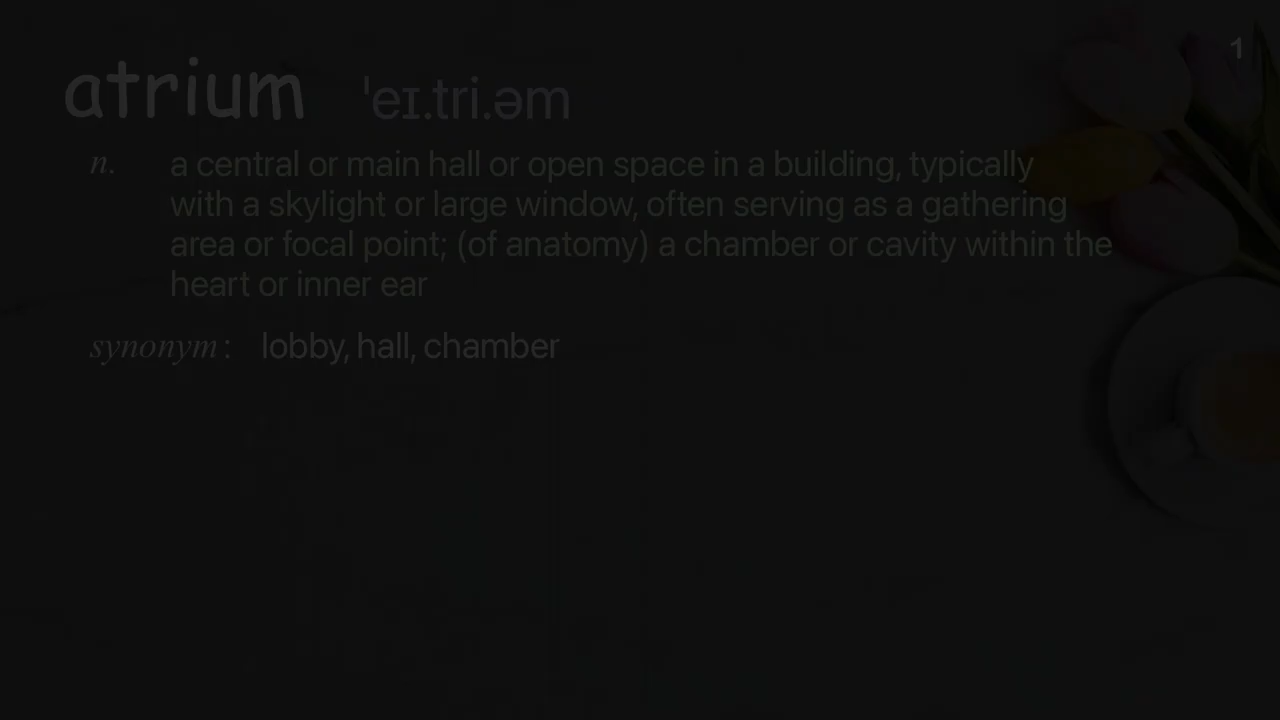 1
atrium ˈeɪ.tri.əm
n. a central or main hall or open space in a building, typically
with a skylight or large window, often serving as a gathering
area or focal point; (of anatomy) a chamber or cavity within the
heart or inner ear
synonym: lobby, hall, chamber